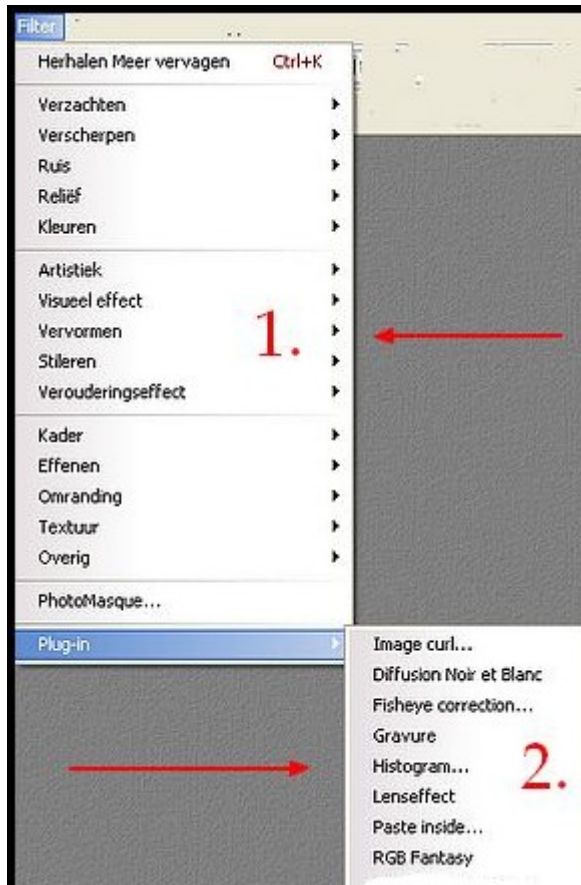 Filter
Herhalen Meer vervagen Ctrl+K
Verzachten
Verscherpen
Ruis
Reliëf
Kleuren
Artistiek
Visueel effect
Vervormen
1.
Stileren
Verouderingseffect
Kader
Effenen
Omranding
Textuur
Overig
PhotoMasque...
Plug-in
Image curl...
Diffusion Noir et Blanc
Fisheye correction...
Gravure
Histogram...
2.
Lenseffect
Paste inside...
RGB Fantasy